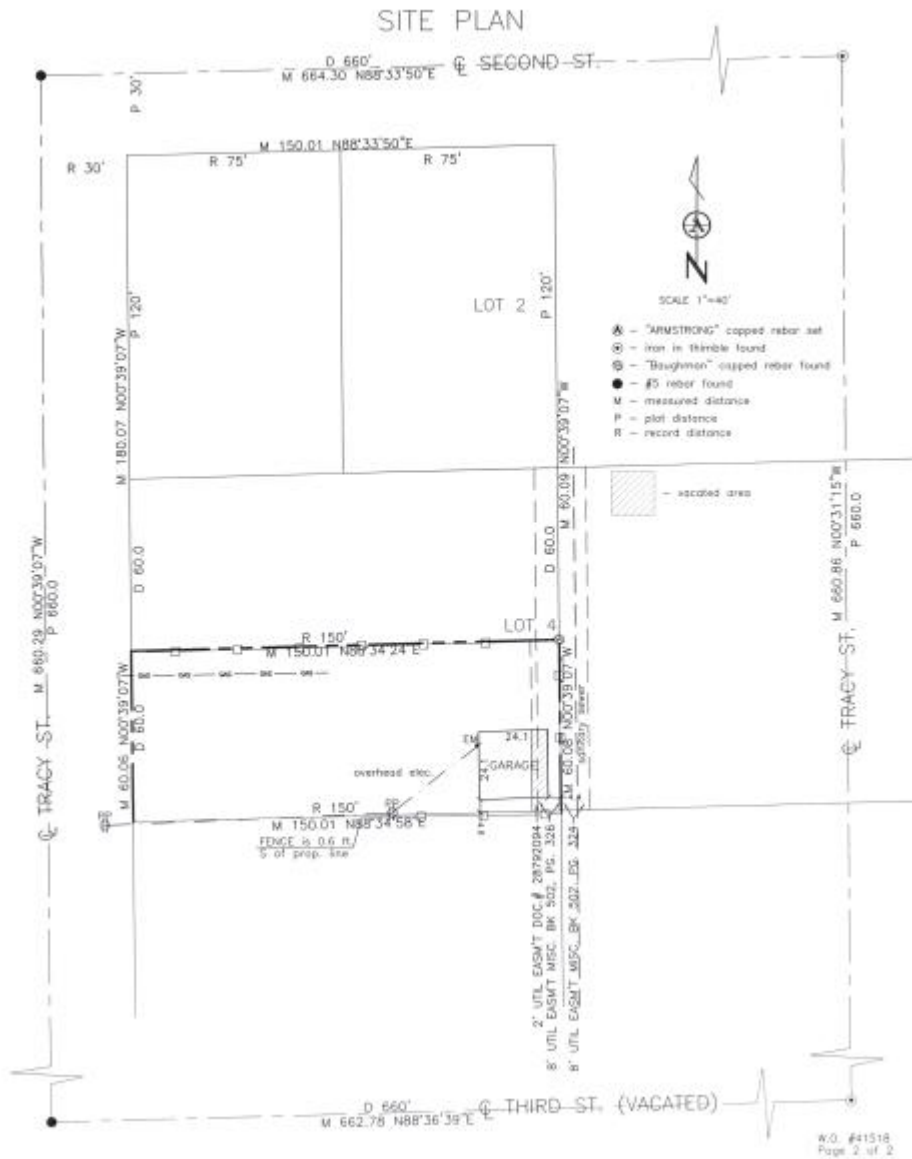 SITE PLAN
D 660'
℄ SECOND ST.
M 664.30 N88°33'50"E
P 30'
M 150.01 N88°33'50"E
R 30'
R 75'
R 75'
LOT 2
P 120'
P 120'
M 180.07 N00°39'07"W
N
SCALE 1"=40'
Ⓐ - "ARMSTRONG" capped rebar set
- iron in thimble found
- "Baughman" capped rebar found
● - #5 rebar found
M - measured distance
P - plat distance
R - record distance
- vacated area
M 60.09 N00°39'07"W
D 60.0
D 60.0
M 660.86 N00°31'15"W
P 660.0
M 660.29 N00°39'07"W
P 660.0
℄ TRACY ST.
℄ TRACY ST.
LOT 4
R 150'
M 150.01 N88°34'24"E
M 60.06 N00°39'07"W
D 60.0
M 60.08 N00°39'07"W
sanitary sewer
EM
24.1
24.1
GARAGE
overhead elec.
R 150'
M 150.01 N88°34'58"E
FENCE is 0.6 ft.
S of prop. line
2' UTIL EASM'T DOC.# 28792094
8' UTIL EASM'T MISC. BK 502, PG. 326
8' UTIL EASM'T MISC. BK 502, PG. 324
D 660'
℄ THIRD ST. (VACATED)
M 662.78 N88°36'39"E
W.O. #41518
Page 2 of 2